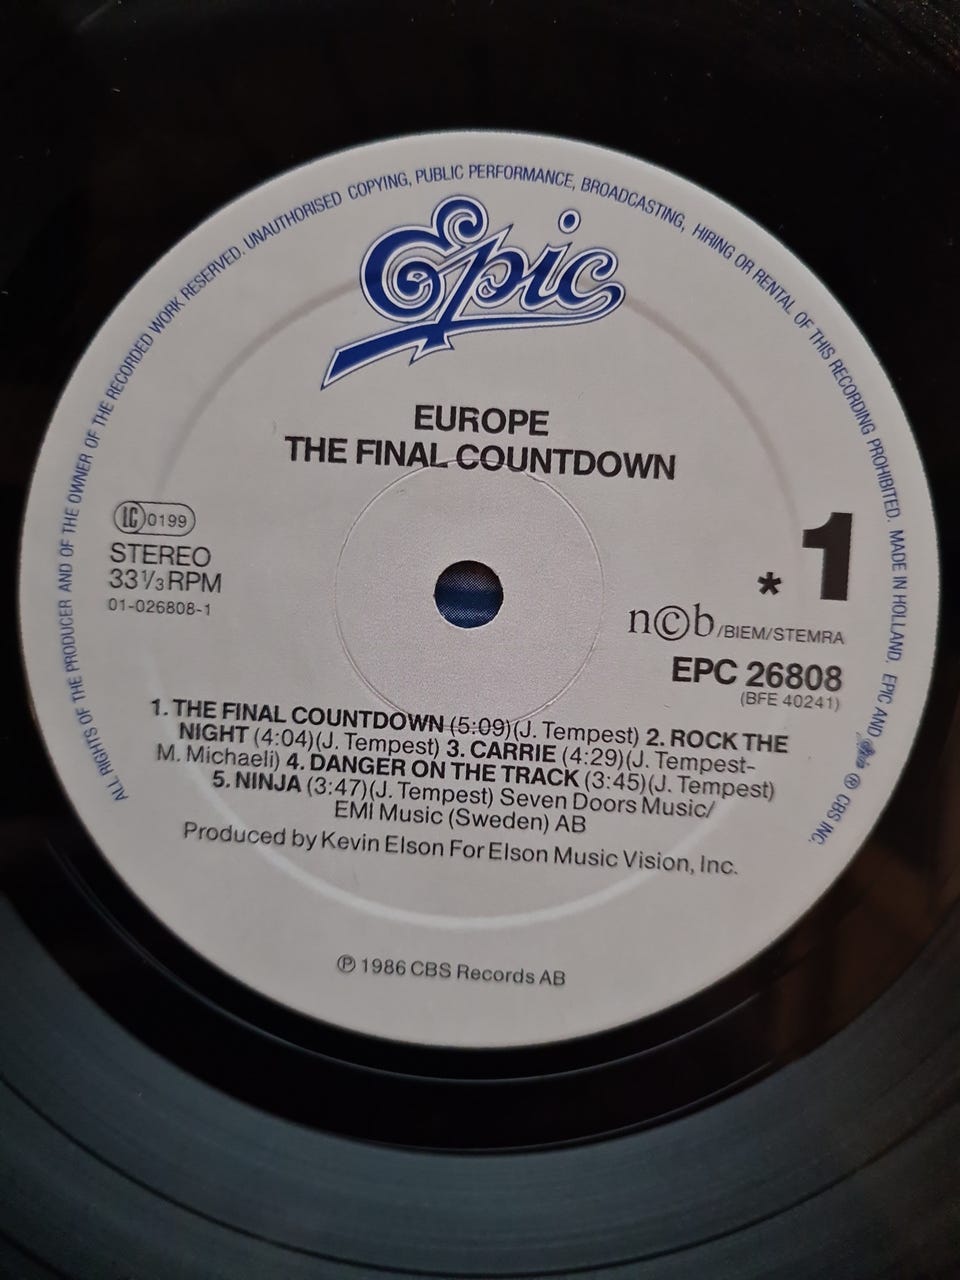 ALL RIGHTS OF THE PRODUCER AND OF THE OWNER OF THE RECORDED WORK RESERVED. UNAUTHORISED COPYING, PUBLIC PERFORMANCE, BROADCASTING, HIRING OR RENTAL OF THIS RECORDING PROHIBITED. MADE IN HOLLAND. EPIC AND Epic ℗ CBS INC.
Epic
EUROPE
THE FINAL COUNTDOWN
LC 0199
STEREO
33⅓ RPM
01-026808-1
* 1
n©b/BIEM/STEMRA
EPC 26808
(BFE 40241)
1. THE FINAL COUNTDOWN (5:09)(J. Tempest) 2. ROCK THE
NIGHT (4:04)(J. Tempest) 3. CARRIE (4:29)(J. Tempest-
M. Michaeli) 4. DANGER ON THE TRACK (3:45)(J. Tempest)
5. NINJA (3:47)(J. Tempest) Seven Doors Music/
EMI Music (Sweden) AB
Produced by Kevin Elson For Elson Music Vision, Inc.
℗ 1986 CBS Records AB